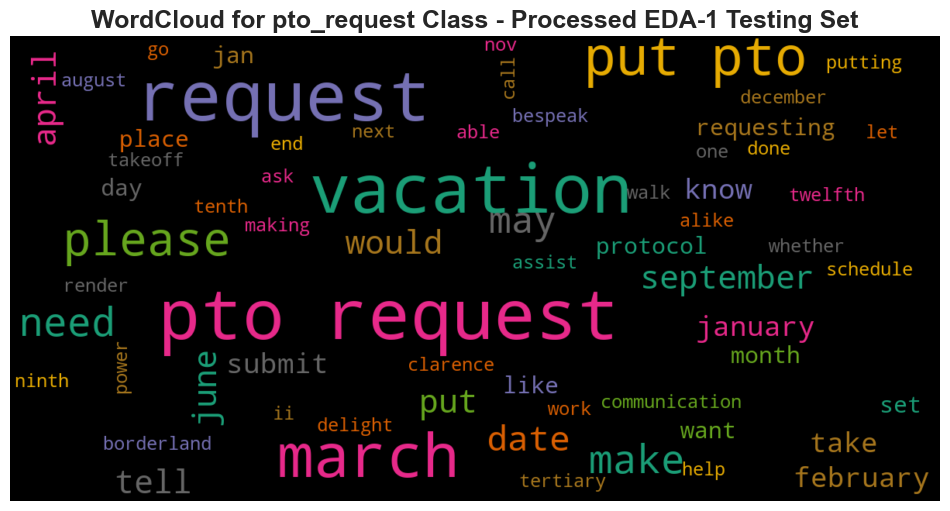 WordCloud for pto_request Class - Processed EDA-1 Testing Set
go
jan
nov
put pto
putting
april
august
request
call
december
bespeak
place
end
next
able
requesting
let
takeoff
one
done
day
ask
vacation
walk
know
twelfth
tenth
making
may
alike
please
would
protocol
whether
assist
september
schedule
render
need
pto request
january
month
ninth
power
june
submit
clarence
like
put
work
communication
set
ii
delight
borderland
march
date
want
take
make
help
tell
tertiary
february